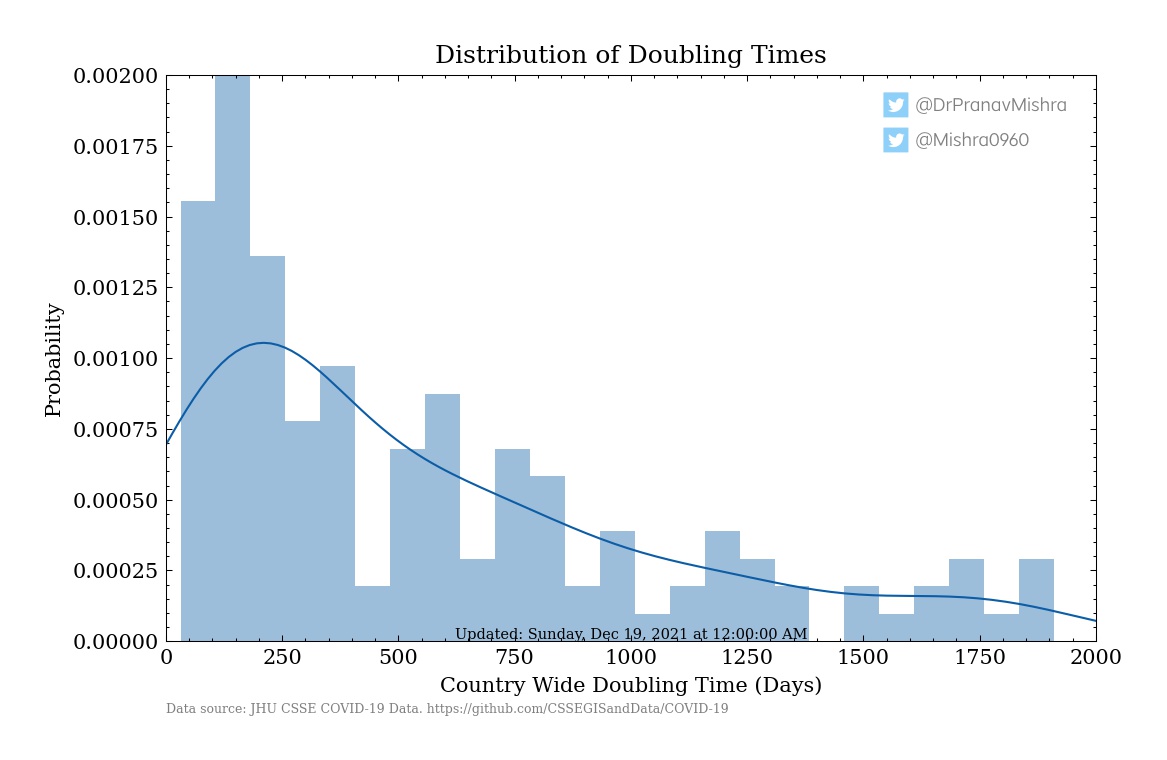 Distribution of Doubling Times
@DrPranavMishra
@Mishra0960
0.00200
0.00175
0.00150
0.00125
0.00100
0.00075
0.00050
0.00025
0.00000
Probability
Updated: Sunday, Dec 19, 2021 at 12:00:00 AM
0 250 500 750 1000 1250 1500 1750 2000
Country Wide Doubling Time (Days)
Data source: JHU CSSE COVID-19 Data. https://github.com/CSSEGISandData/COVID-19